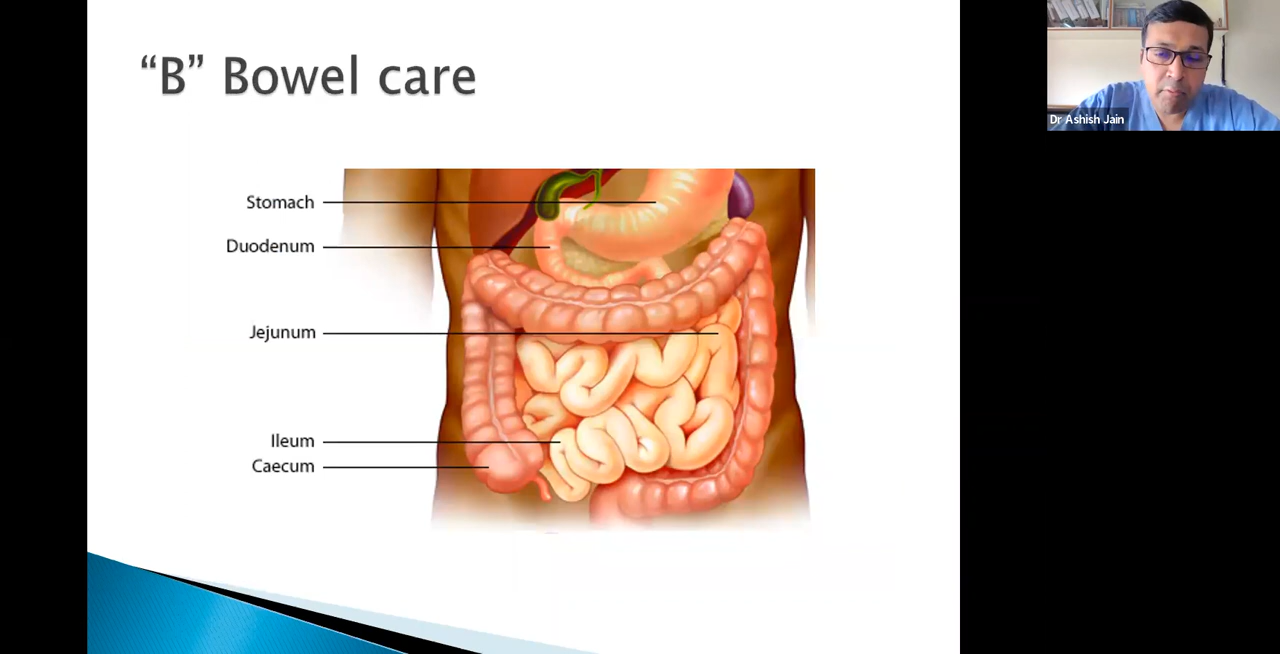 “B” Bowel care
Stomach
Duodenum
Jejunum
Ileum
Caecum
Dr Ashish Jain